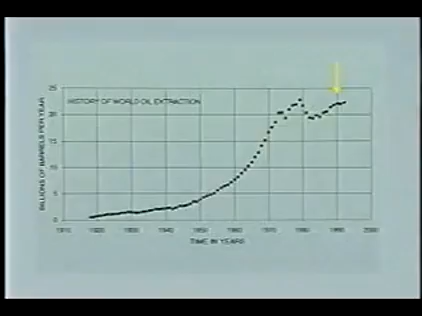 25
HISTORY OF WORLD OIL EXTRACTION
20
15
10
5
0
BILLIONS OF BARRELS PER YEAR
1910 1920 1930 1940 1950 1960 1970 1980 1990 2000
TIME IN YEARS